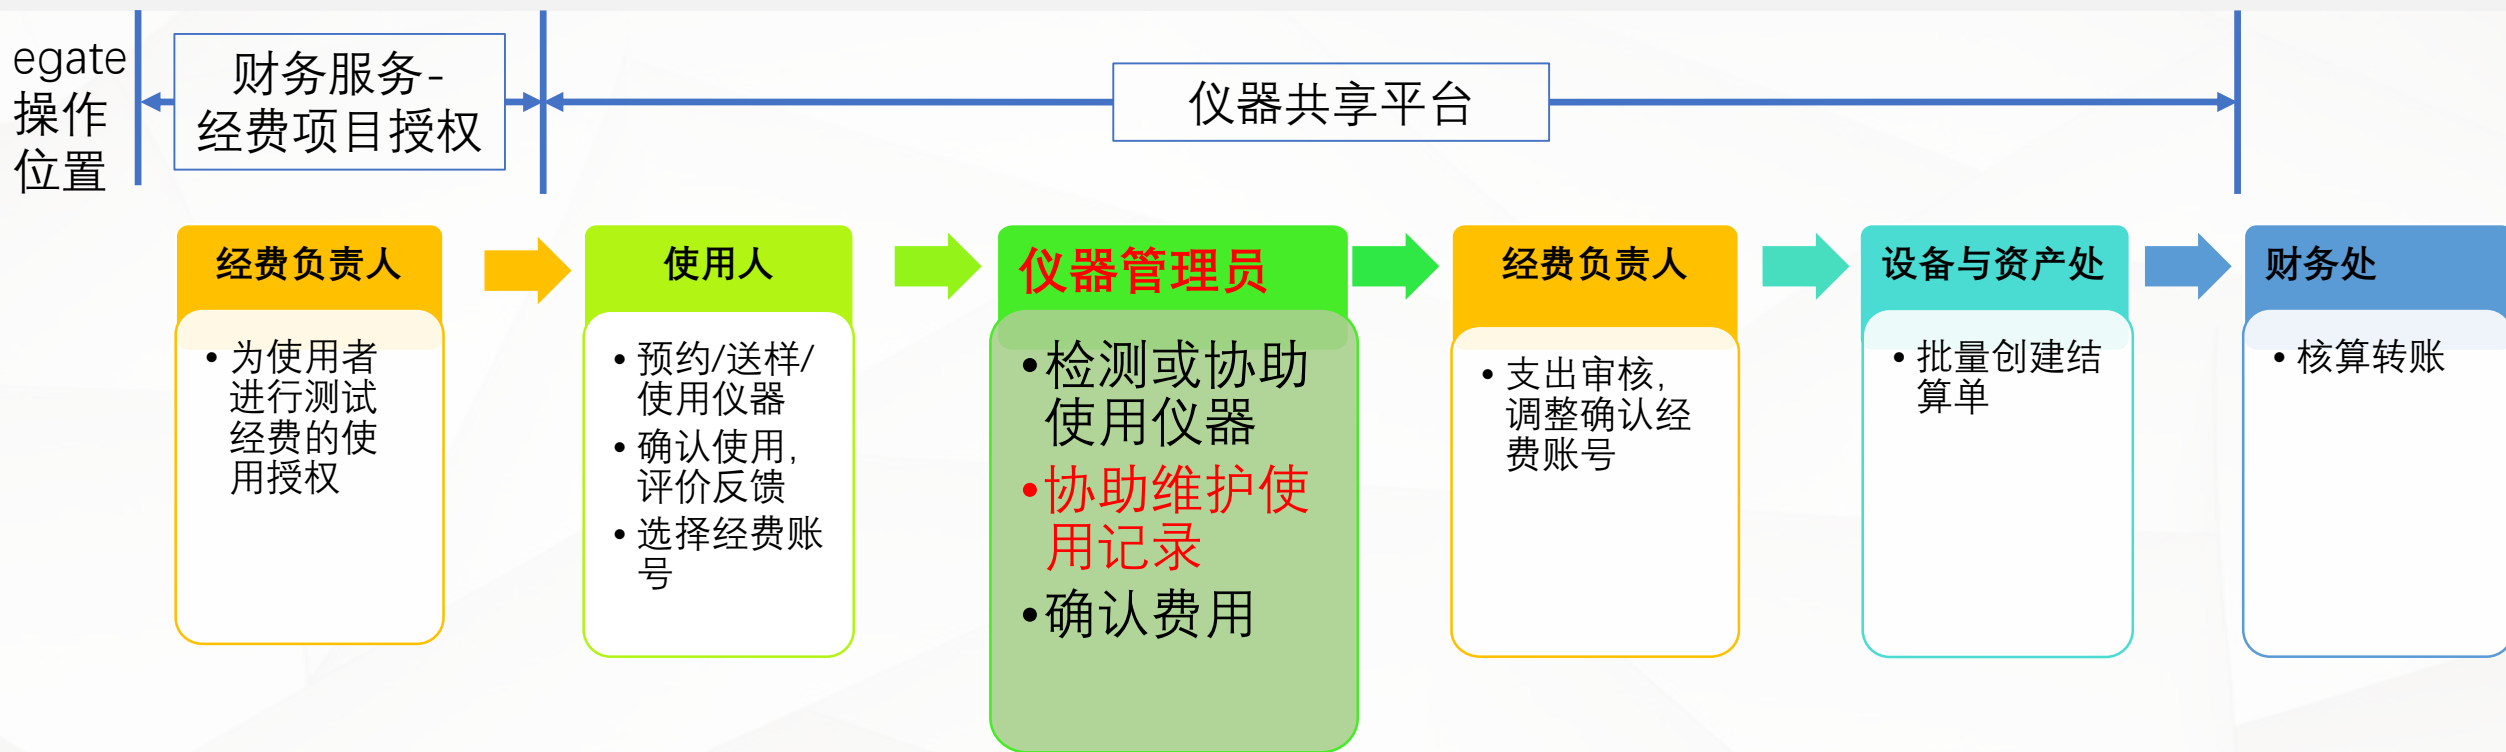 egate
操作
位置
财务服务-
经费项目授权
仪器共享平台
经费负责人
• 为使用者
进行测试
经费的使
用授权
使用人
• 预约/送样/
使用仪器
• 确认使用,
评价反馈
• 选择经费账
号
仪器管理员
•检测或协助
使用仪器
•协助维护使
用记录
•确认费用
经费负责人
• 支出审核,
调整确认经
费账号
设备与资产处
• 批量创建结
算单
财务处
• 核算转账